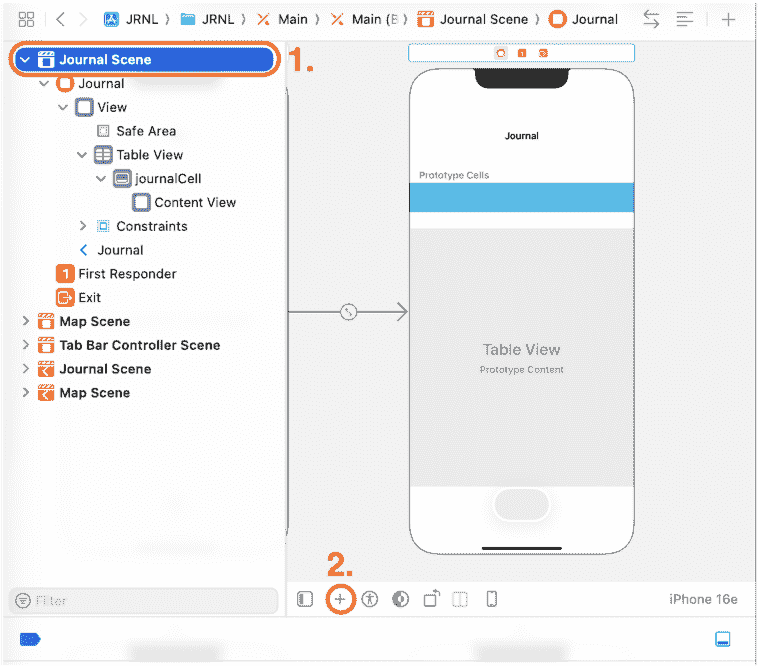 JRNL JRNL Main Main (B Journal Scene Journal
Journal Scene
1.
Journal
View
Safe Area
Table View
journalCell
Content View
Constraints
Journal
1 First Responder
Exit
Map Scene
Tab Bar Controller Scene
Journal Scene
Map Scene
Filter
1
Journal
Prototype Cells
Table View
Prototype Content
2.
iPhone 16e